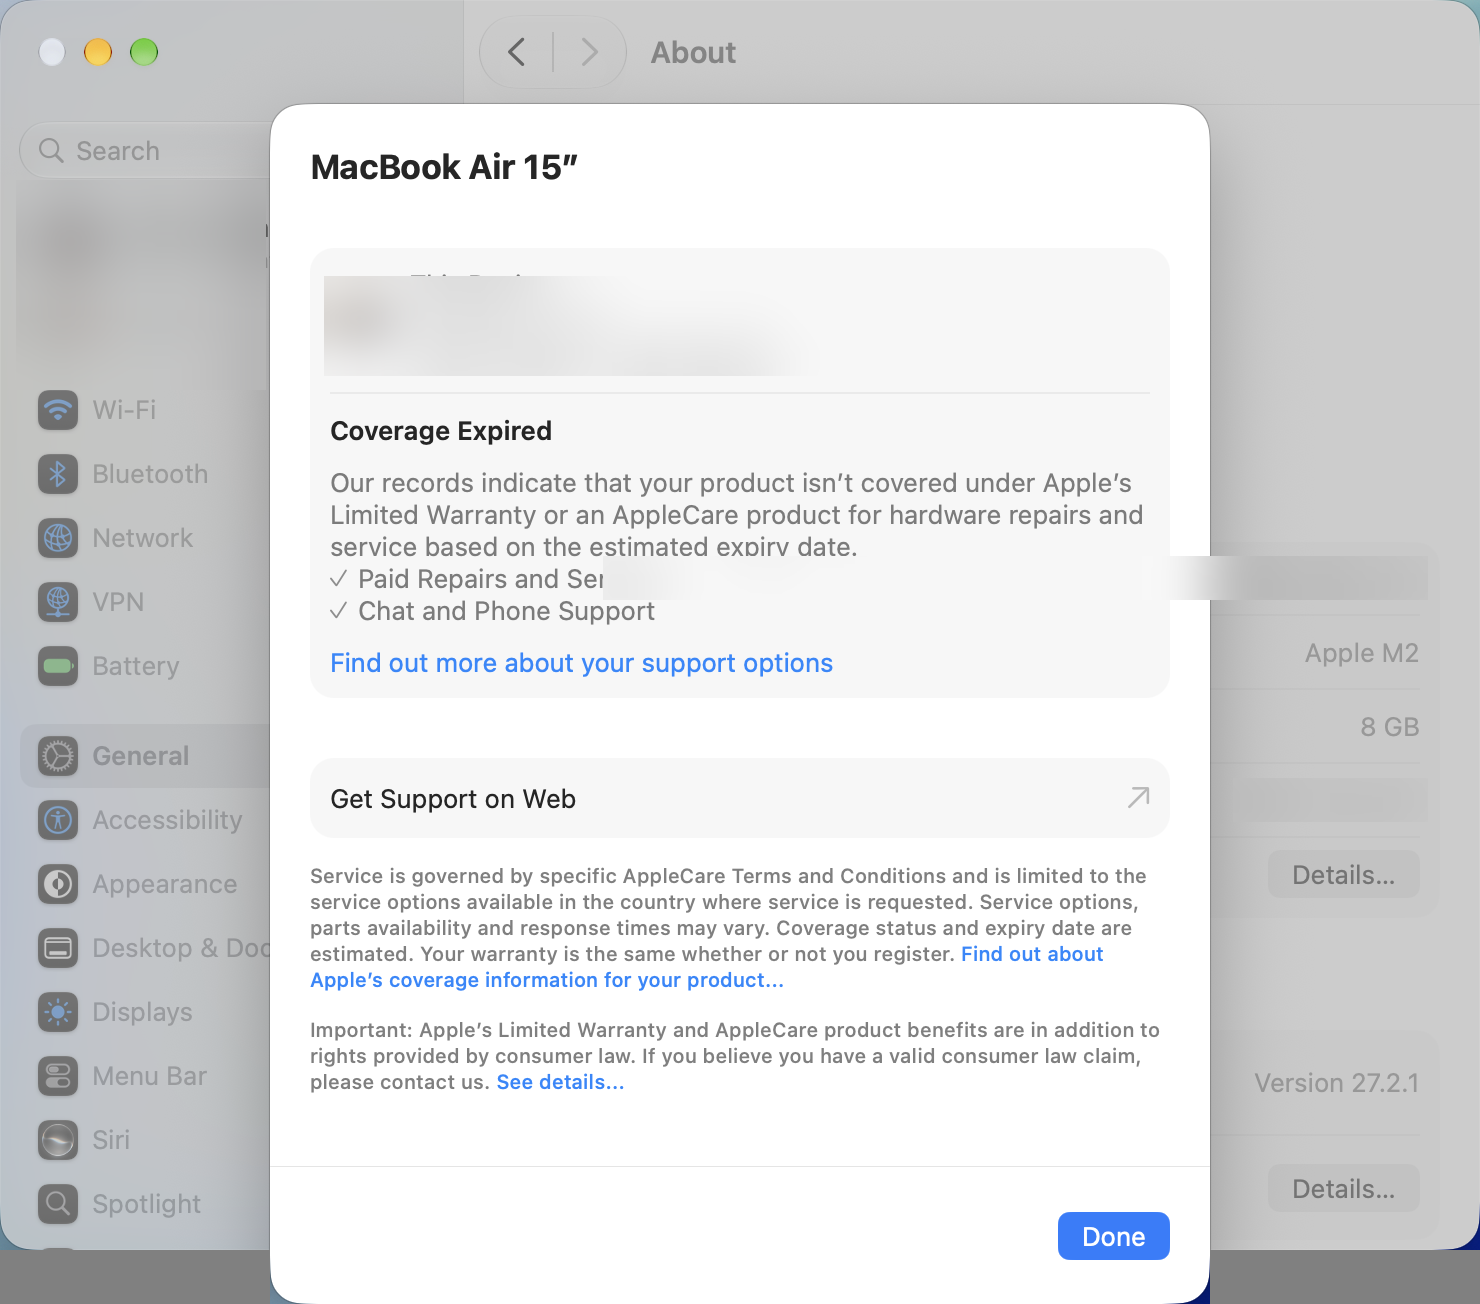 About
Search
MacBook Air 15”
Wi-Fi
Bluetooth
Network
VPN
Battery
General
Accessibility
Appearance
Desktop &
Displays
Menu Bar
Siri
Spotlight
Coverage Expired
Our records indicate that your product isn’t covered under Apple’s
Limited Warranty or an AppleCare product for hardware repairs and
service based on the estimated expiry date.
✓ Paid Repairs and
✓ Chat and Phone Support
Find out more about your support options
Get Support on Web
Service is governed by specific AppleCare Terms and Conditions and is limited to the
service options available in the country where service is requested. Service options,
parts availability and response times may vary. Coverage status and expiry date are
estimated. Your warranty is the same whether or not you register. Find out about
Apple’s coverage information for your product...
Important: Apple’s Limited Warranty and AppleCare product benefits are in addition to
rights provided by consumer law. If you believe you have a valid consumer law claim,
please contact us. See details...
Done
Apple M2
8 GB
Details...
Version 27.2.1
Details...